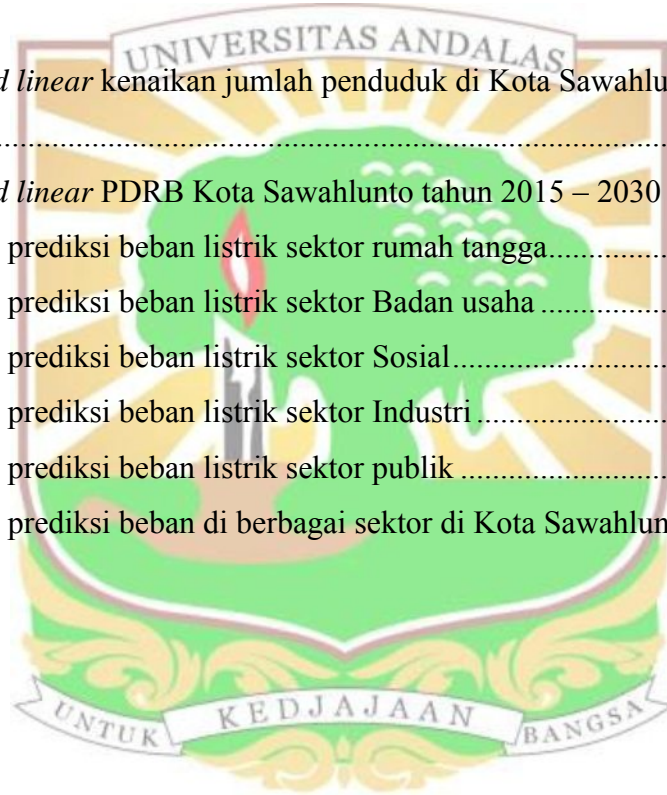 UNIVERSITAS ANDALAS
d linear kenaikan jumlah penduduk di Kota Sawahlu
....................................................................................
d linear PDRB Kota Sawahlunto tahun 2015 – 2030
prediksi beban listrik sektor rumah tangga...............
prediksi beban listrik sektor Badan usaha ................
prediksi beban listrik sektor Sosial...........................
prediksi beban listrik sektor Industri ........................
prediksi beban listrik sektor publik ..........................
prediksi beban di berbagai sektor di Kota Sawahlun
UNTUK KEDJAJAAN BANGSA